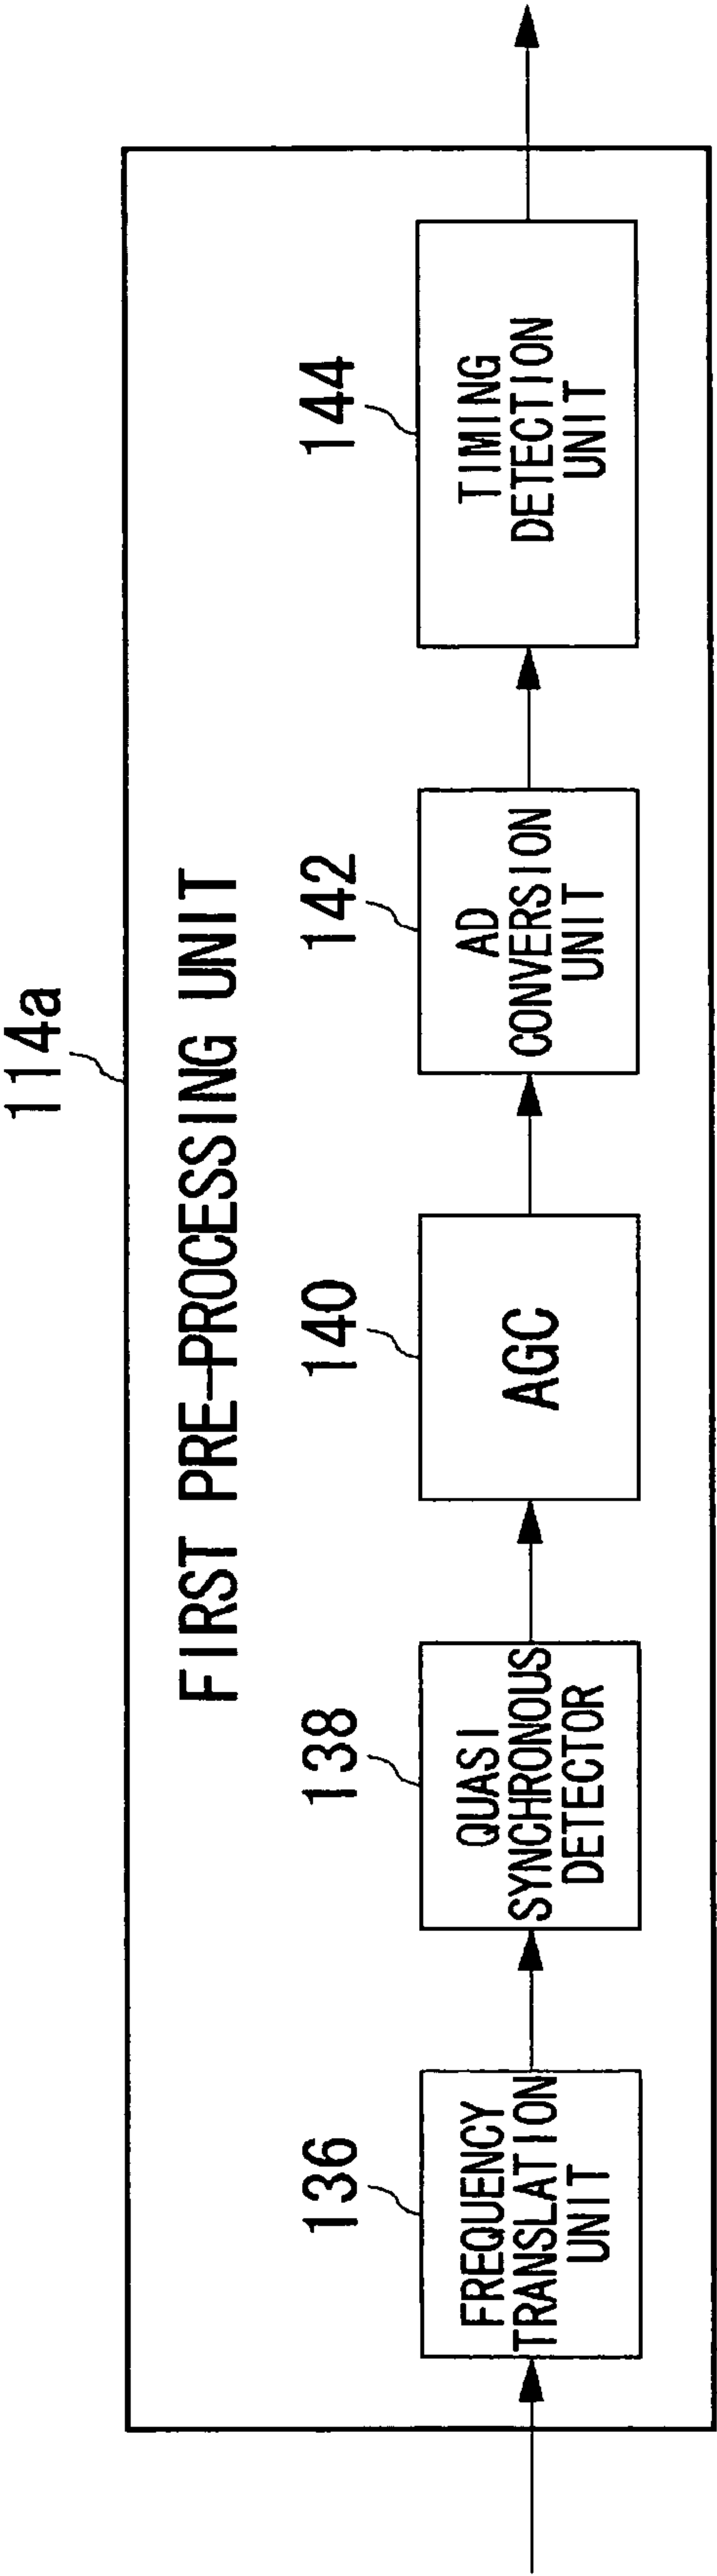 114a
FIRST PRE-PROCESSING UNIT
136
138
140
142
144
FREQUENCY
TRANSLATION
UNIT
QUASI
SYNCHRONOUS
DETECTOR
AGC
AD
CONVERSION
UNIT
TIMING
DETECTION
UNIT